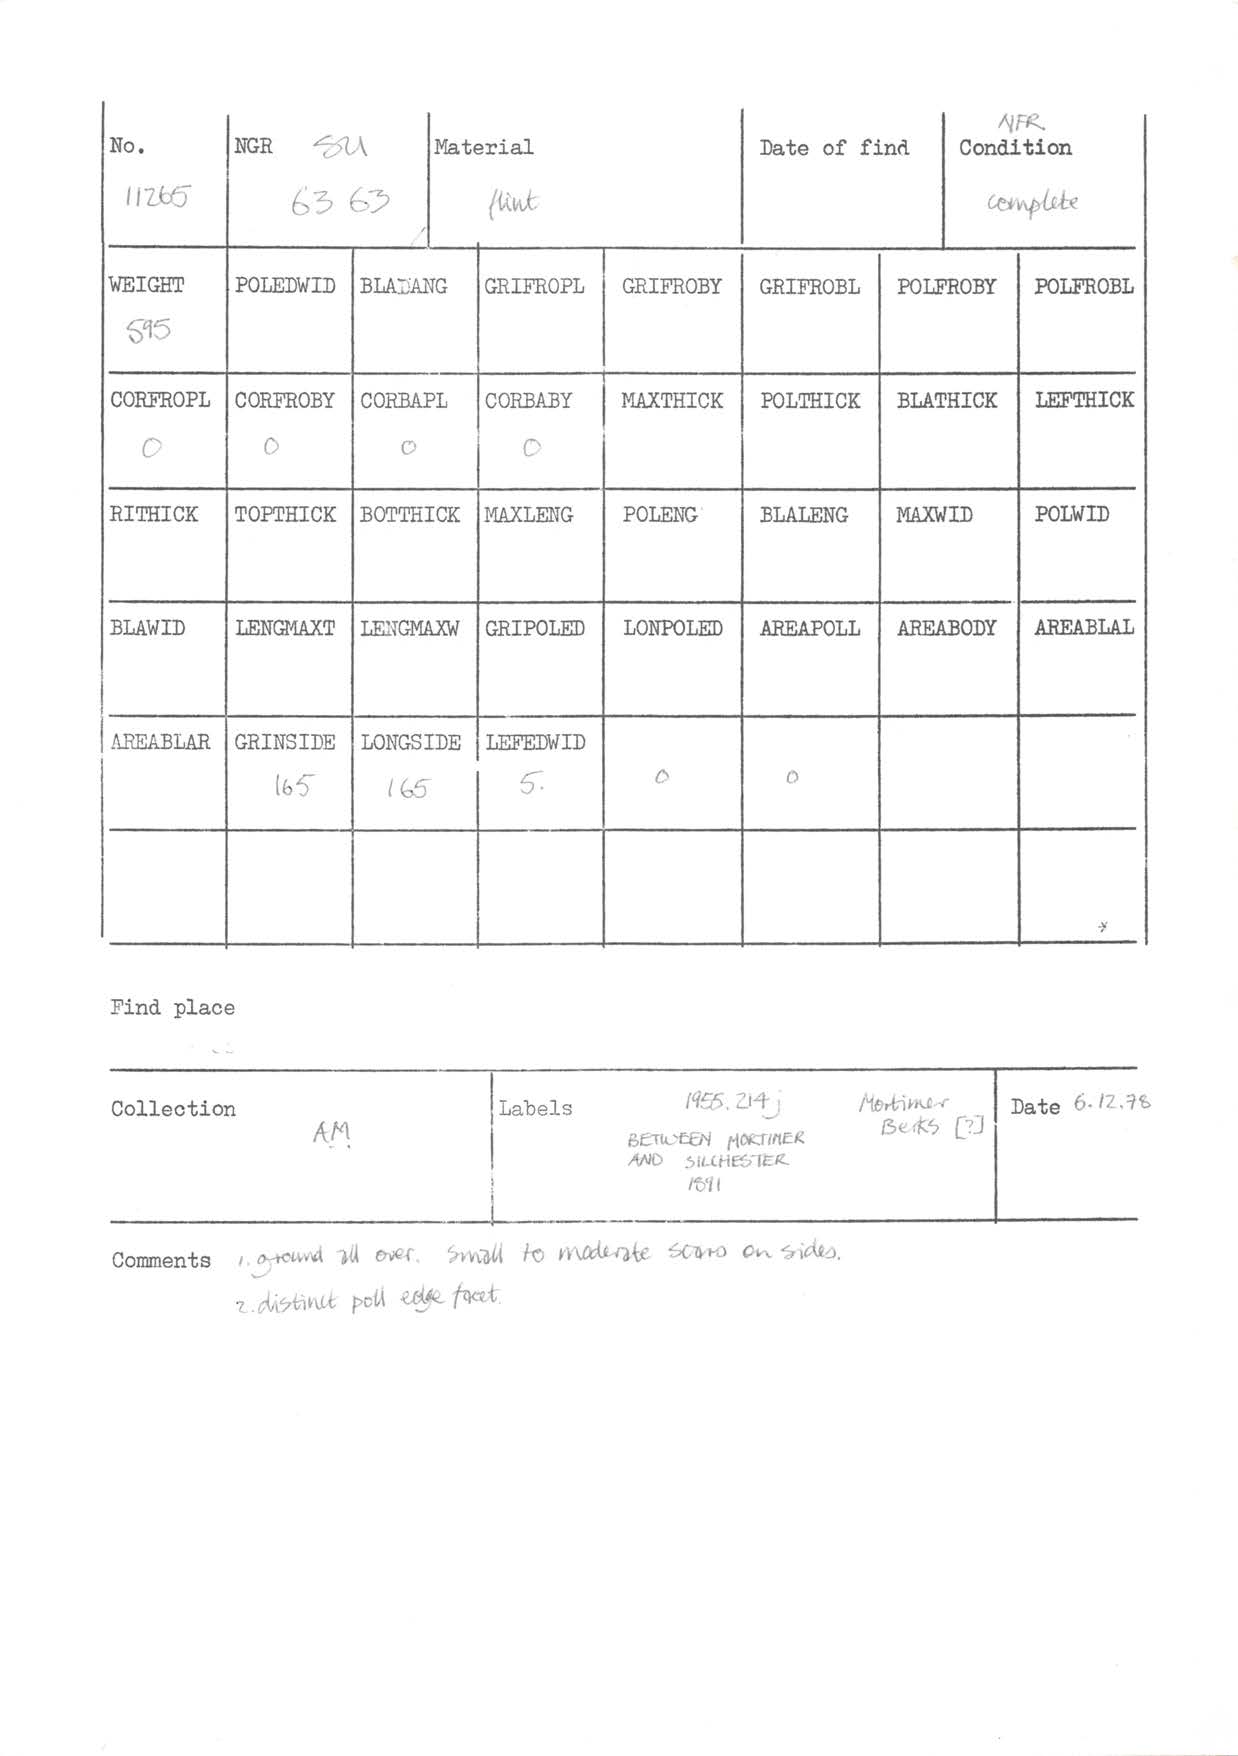 NFR
No. NGR SU Material Date of find Condition
11265 63 63 flint complete
WEIGHT POLEDWID BLADANG GRIFROPL GRIFROBY GRIFROBL POLFROBY POLFROBL
595
CORFROPL CORFROBY CORBAPL CORBABY MAXTHICK POLTHICK BLATHICK LEFTHICK
0 0 0 0
RITHICK TOPTHICK BOTTHICK MAXLENG POLENG BLALENG MAXWID POLWID
BLAWID LENGMAXT LENGMAXW GRIPOLED LONPOLED AREAPOLL AREABODY AREABLAL
AREABLAR GRINSIDE LONGSIDE LEFEDWID
165 165 5. 0 0
Find place
Collection AM
Labels 1955.214j
BETWEEN MORTIMER
AND SILCHESTER
1891
Mortimer
Berks [?]
Date 6.12.78
Comments 1. ground all over. Small to moderate scars on sides.
2. distinct poll edge facet.